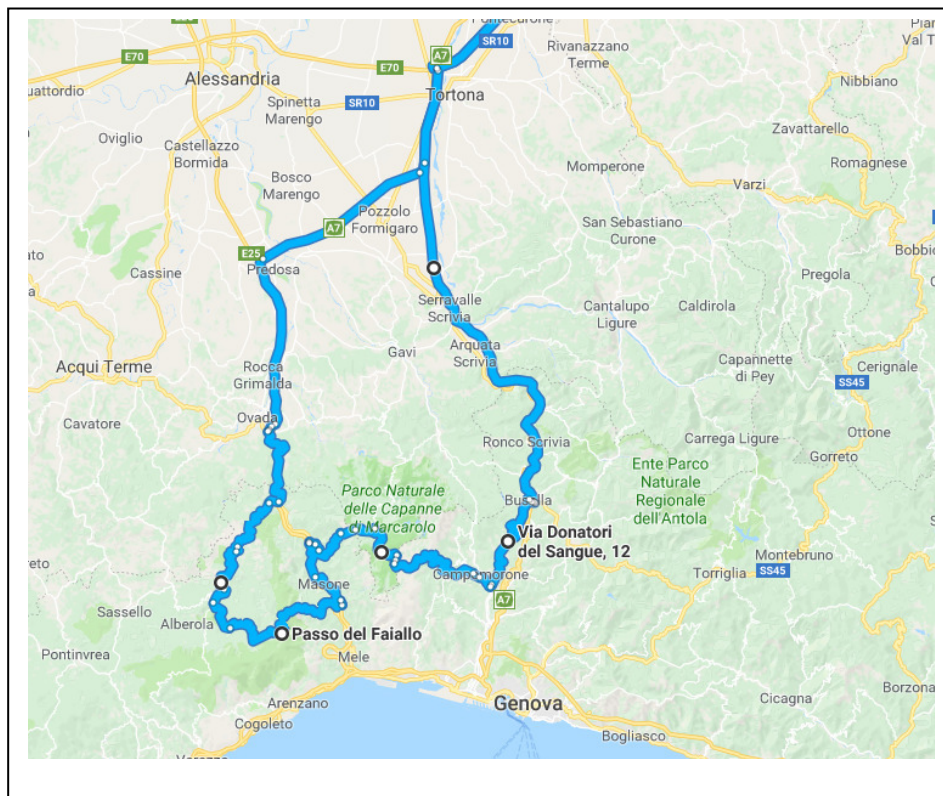 Pontecurone
A7
SR10
E70
E70
Rivanazzano
Terme
Pian
Val T
Alessandria
uattordio
Tortona
Nibbiano
Spinetta
Marengo
SR10
Zavattarello
Oviglio
Castellazzo
Bormida
Momperone
Romagnese
Bosco
Marengo
Varzi
Pozzolo
Formigaro
San Sebastiano
Curone
A7
E25
Predosa
Bobbio
Cassine
Pregola
Serravalle
Scrivia
Cantalupo
Ligure
Caldirola
Gavi
Arquata
Scrivia
Acqui Terme
Rocca
Grimalda
Capannette
di Pey
Cerignale
SS45
Cavatore
Ovada
Ronco Scrivia
Carrega Ligure
Ottone
Gorreto
Parco Naturale
delle Capanne
di Marcarolo
Ente Parco
Naturale
Regionale
dell'Antola
Busalla
Via Donatori
del Sangue, 12
Montebruno
reto
Masone
Campomorone
Torriglia
SS45
A7
Sassello
Alberola
Passo del Faiallo
Pontinvrea
Mele
Arenzano
Genova
Cicagna
Borzona
Cogoleto
Bogliasco